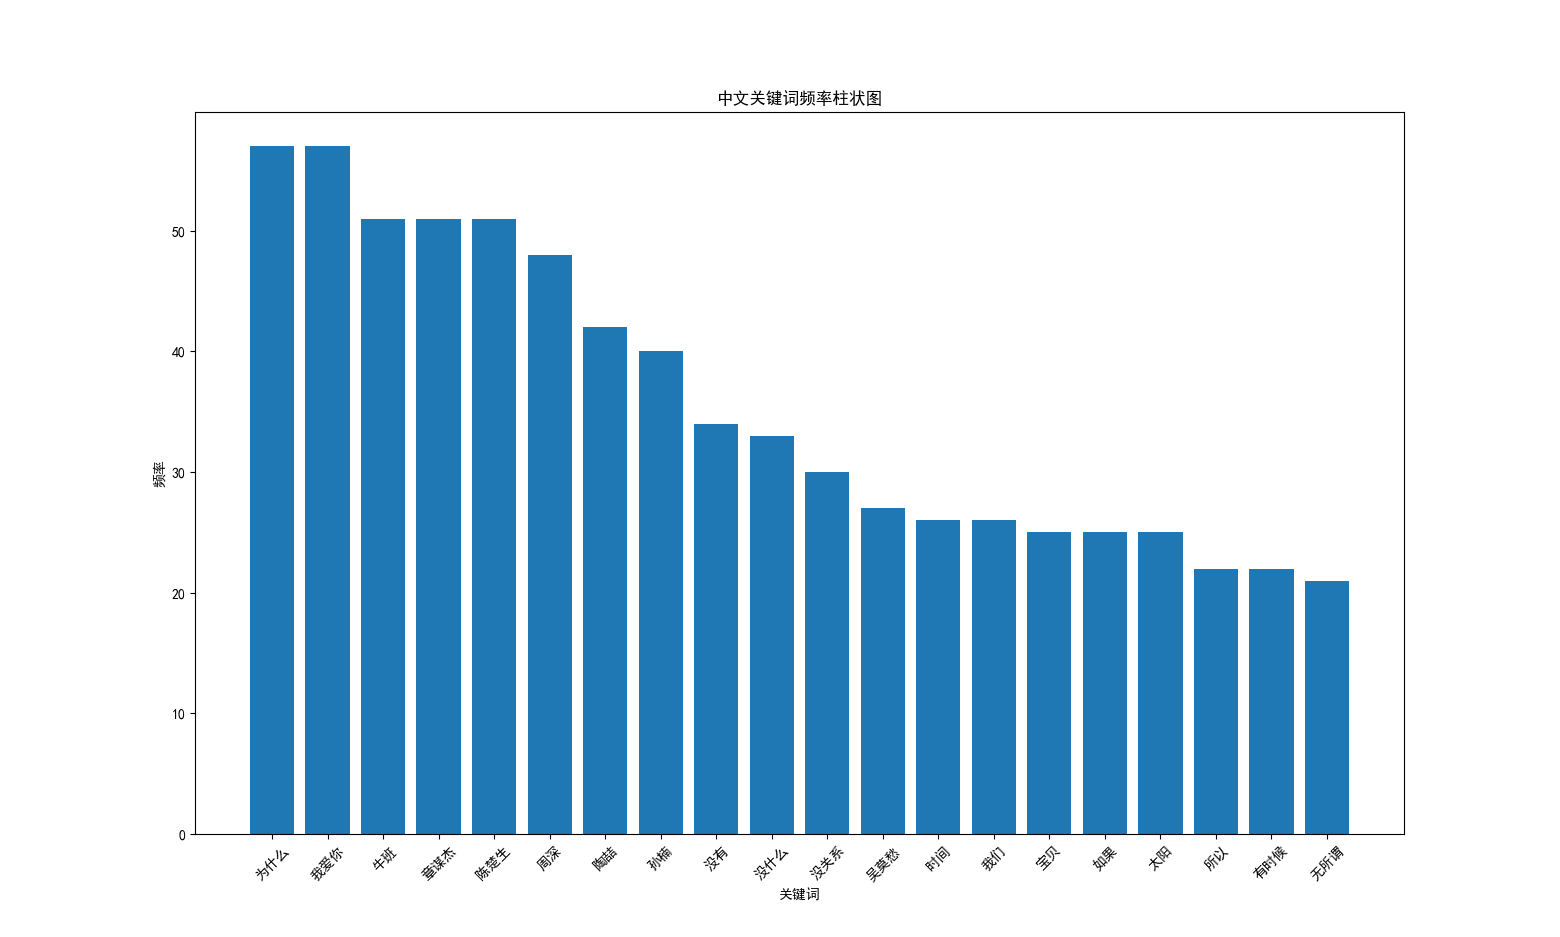 中文关键词频率柱状图
频率
50
40
30
20
10
0
为什么
我爱你
牛班
章谋杰
陈楚生
周深
陶喆
孙楠
没有
没什么
没关系
吴莫愁
时间
我们
宝贝
如果
太阳
所以
有时候
无所谓
关键词